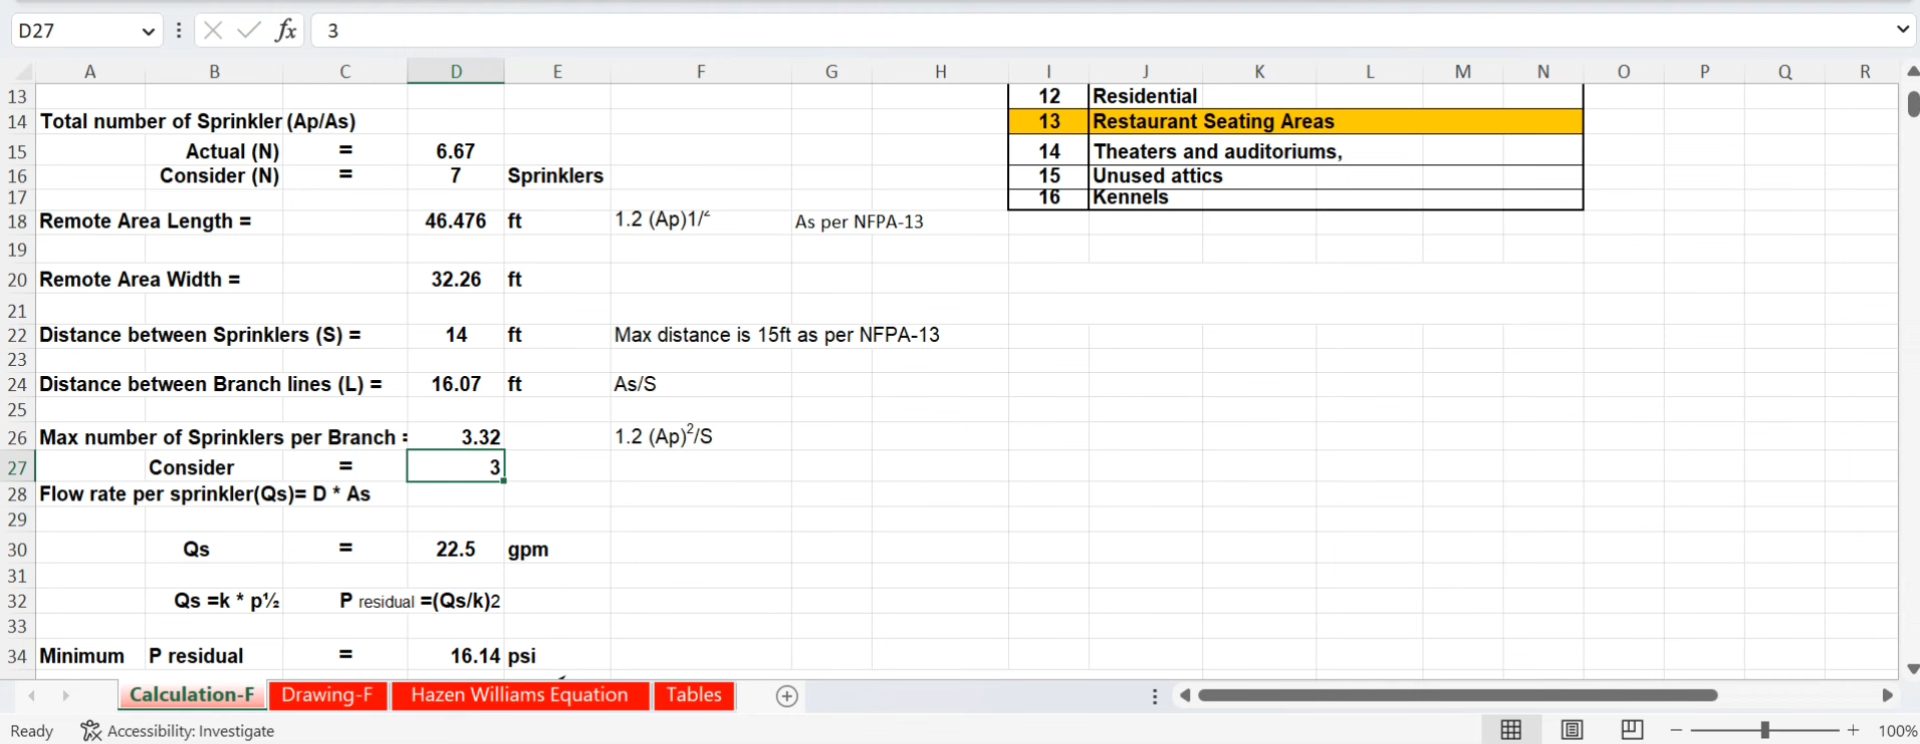 D27 fx 3
A B C D E F G H I J K L M N O P Q R
13 12 Residential
14 Total number of Sprinkler (Ap/As) 13 Restaurant Seating Areas
15 Actual (N) = 6.67 14 Theaters and auditoriums,
16 Consider (N) = 7 Sprinklers 15 Unused attics
17 16 Kennels
18 Remote Area Length = 46.476 ft 1.2 (Ap)1/² As per NFPA-13
19
20 Remote Area Width = 32.26 ft
21
22 Distance between Sprinklers (S) = 14 ft Max distance is 15ft as per NFPA-13
23
24 Distance between Branch lines (L) = 16.07 ft As/S
25
26 Max number of Sprinklers per Branch = 3.32 1.2 (Ap)²/S
27 Consider = 3
28 Flow rate per sprinkler(Qs)= D * As
29
30 Qs = 22.5 gpm
31
32 Qs =k * p½ P residual =(Qs/k)2
33
34 Minimum P residual = 16.14 psi
Calculation-F Drawing-F Hazen Williams Equation Tables
Ready Accessibility: Investigate 100%